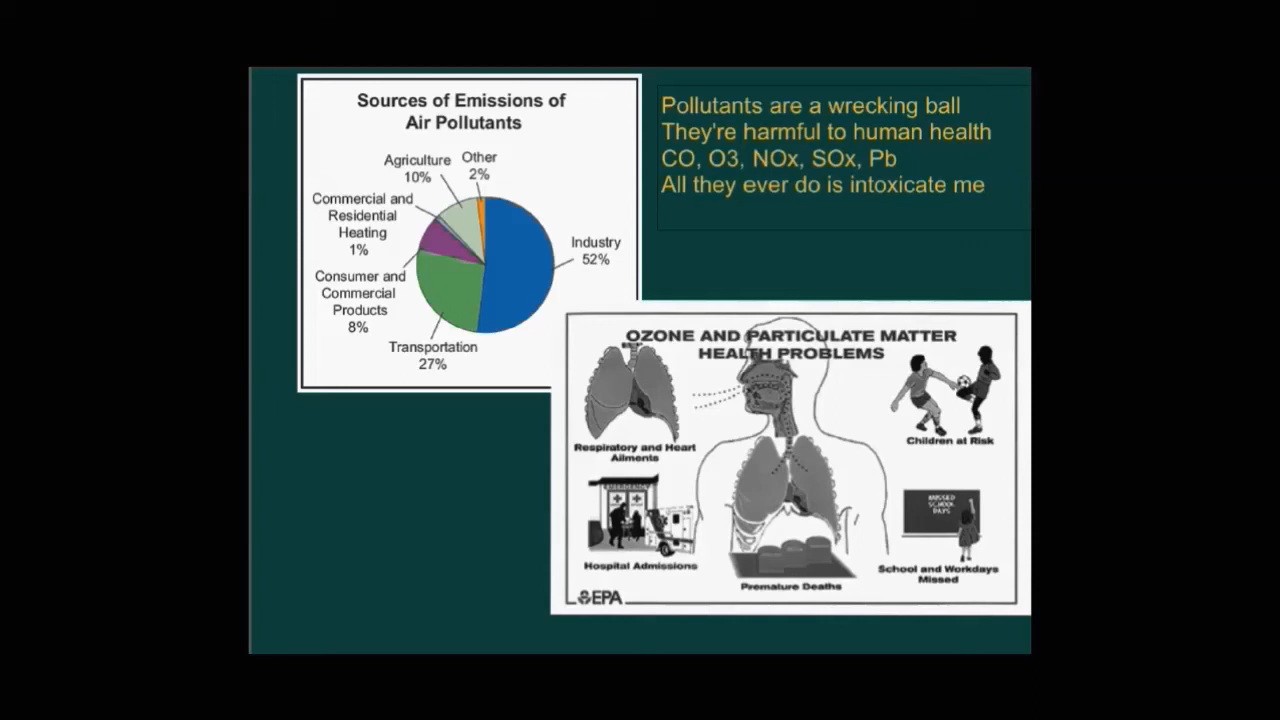 Sources of Emissions of
Air Pollutants
Agriculture
10%
Other
2%
Commercial and
Residential
Heating
1%
Industry
52%
Consumer and
Commercial
Products
8%
Transportation
27%
Pollutants are a wrecking ball
They're harmful to human health
CO, O3, NOx, SOx, Pb
All they ever do is intoxicate me
OZONE AND PARTICULATE MATTER
HEALTH PROBLEMS
Respiratory and Heart
Ailments
Children at Risk
EMERGENCY
Hospital Admissions
Premature Deaths
MISSED
SCHOOL
DAYS
School and Workdays
Missed
EPA